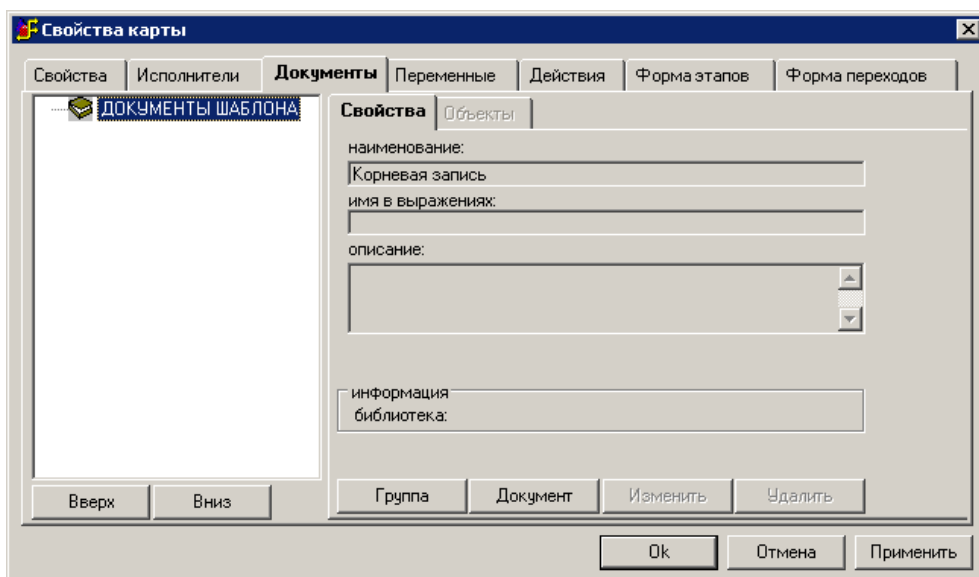 Свойства карты
Свойства Исполнители Документы Переменные Действия Форма этапов Форма переходов
ДОКУМЕНТЫ ШАБЛОНА
Свойства Объекты
наименование:
Корневая запись
имя в выражениях:
описание:
информация
библиотека:
Вверх Вниз Группа Документ Изменить Удалить
Ok Отмена Применить